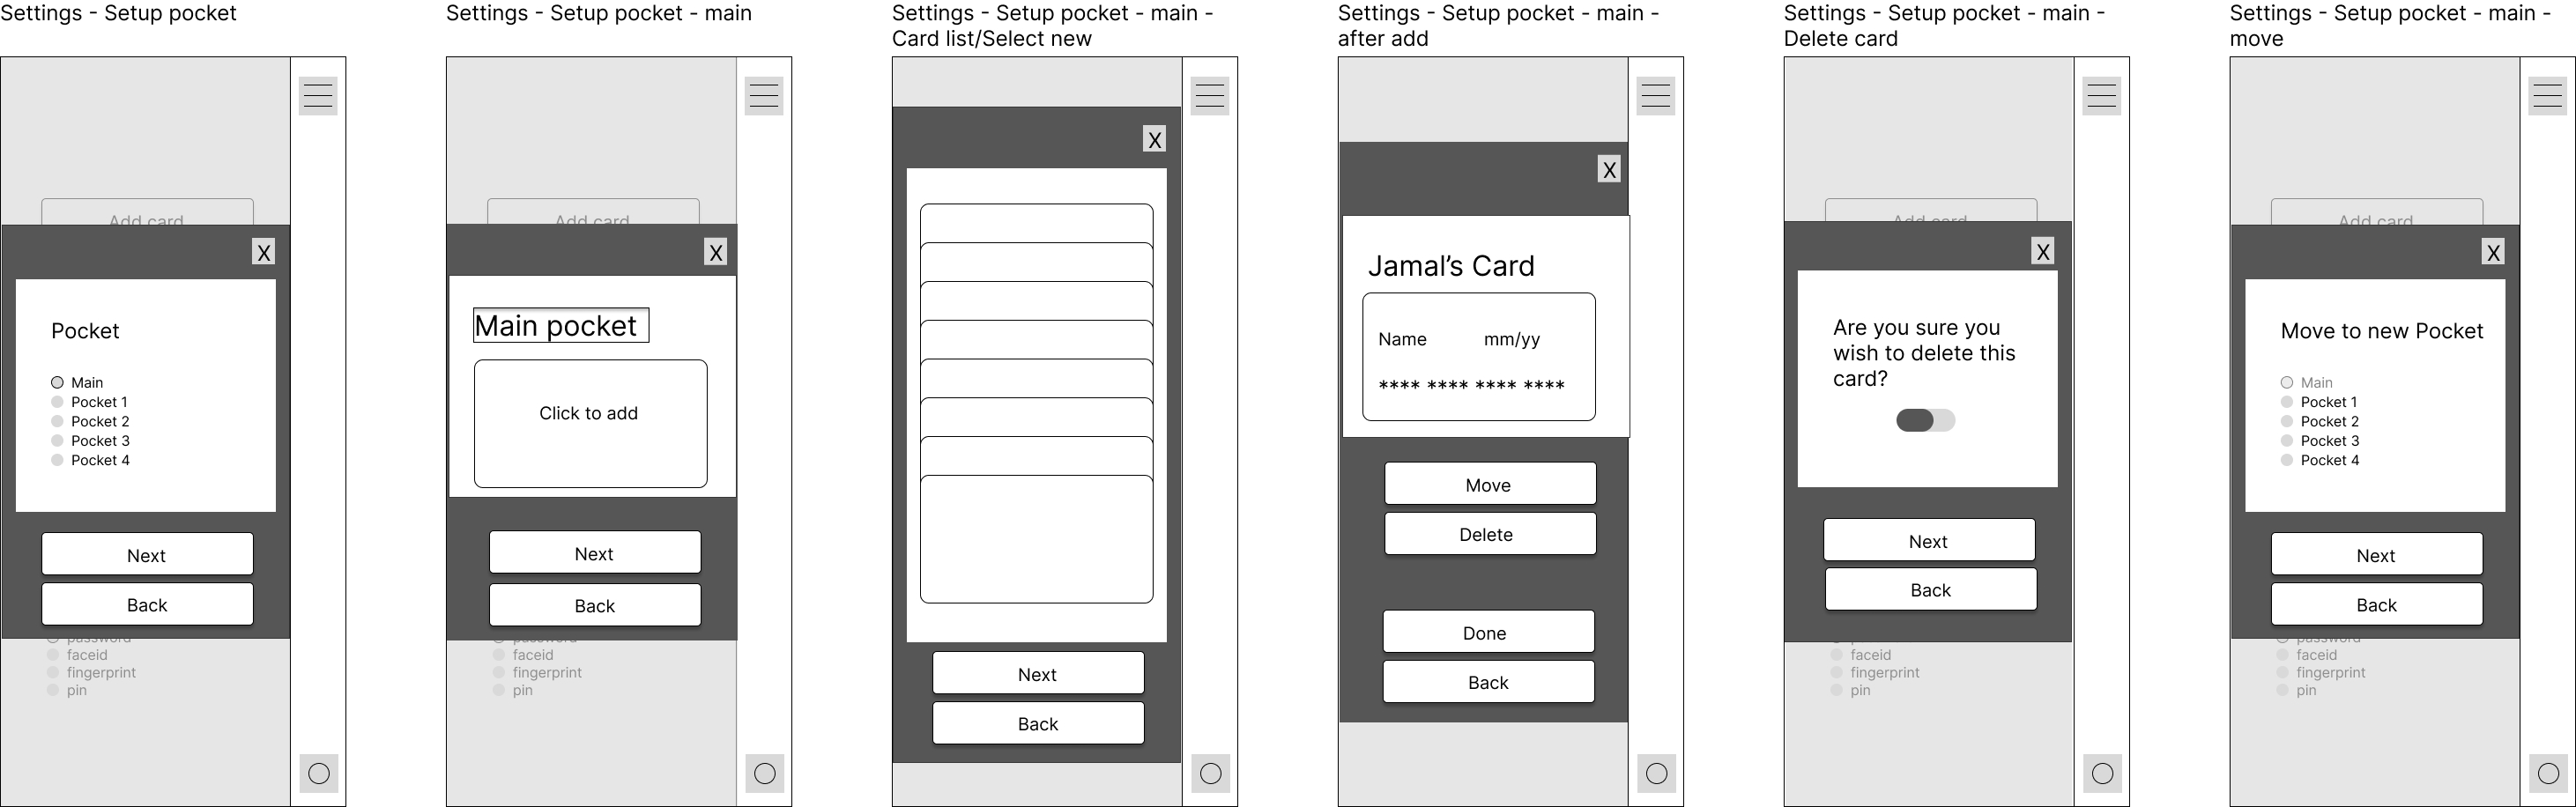 Settings - Setup pocket
Add card
X
Pocket
Main
Pocket 1
Pocket 2
Pocket 3
Pocket 4
Next
Back
password
faceid
fingerprint
pin
Settings - Setup pocket - main
Add card
X
Main pocket
Click to add
Next
Back
password
faceid
fingerprint
pin
Settings - Setup pocket - main -
Card list/Select new
X
Next
Back
Settings - Setup pocket - main -
after add
X
Jamal’s Card
Name mm/yy
**** **** **** ****
Move
Delete
Done
Back
Settings - Setup pocket - main -
Delete card
Add card
X
Are you sure you
wish to delete this
card?
Next
Back
faceid
fingerprint
pin
Settings - Setup pocket - main -
move
Add card
X
Move to new Pocket
Main
Pocket 1
Pocket 2
Pocket 3
Pocket 4
Next
Back
password
faceid
fingerprint
pin